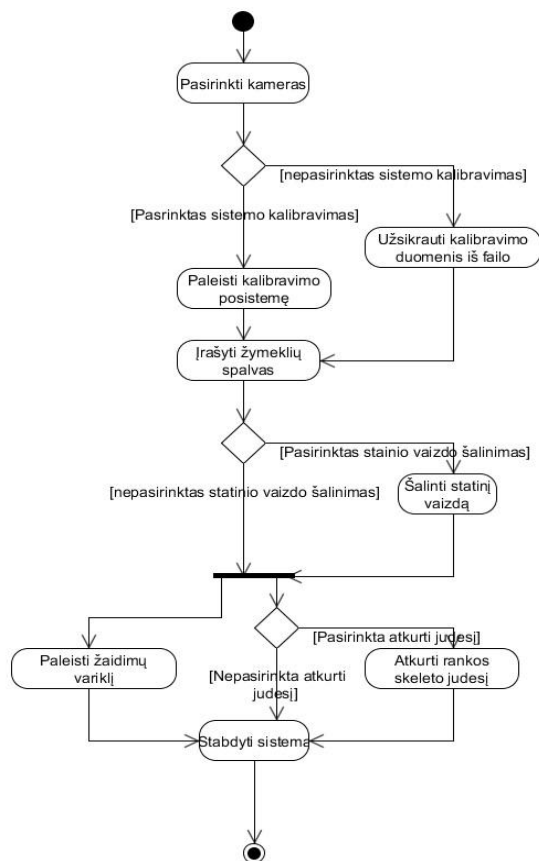 Pasirinkti kameras
[nepasirinktas sistemo kalibravimas]
[Pasrinktas sistemo kalibravimas]
Užsikrauti kalibravimo
duomenis iš failo
Paleisti kalibravimo
posistemę
Įrašyti žymeklių
spalvas
[Pasirinktas stainio vaizdo šalinimas]
[nepasirinktas statinio vaizdo šalinimas]
Šalinti statinį
vaizdą
[Pasirinkta atkurti judesį]
Paleisti žaidimų
variklį
Atkurti rankos
skeleto judesį
[Nepasirinkta atkurti
judesį]
Stabdyti sistema